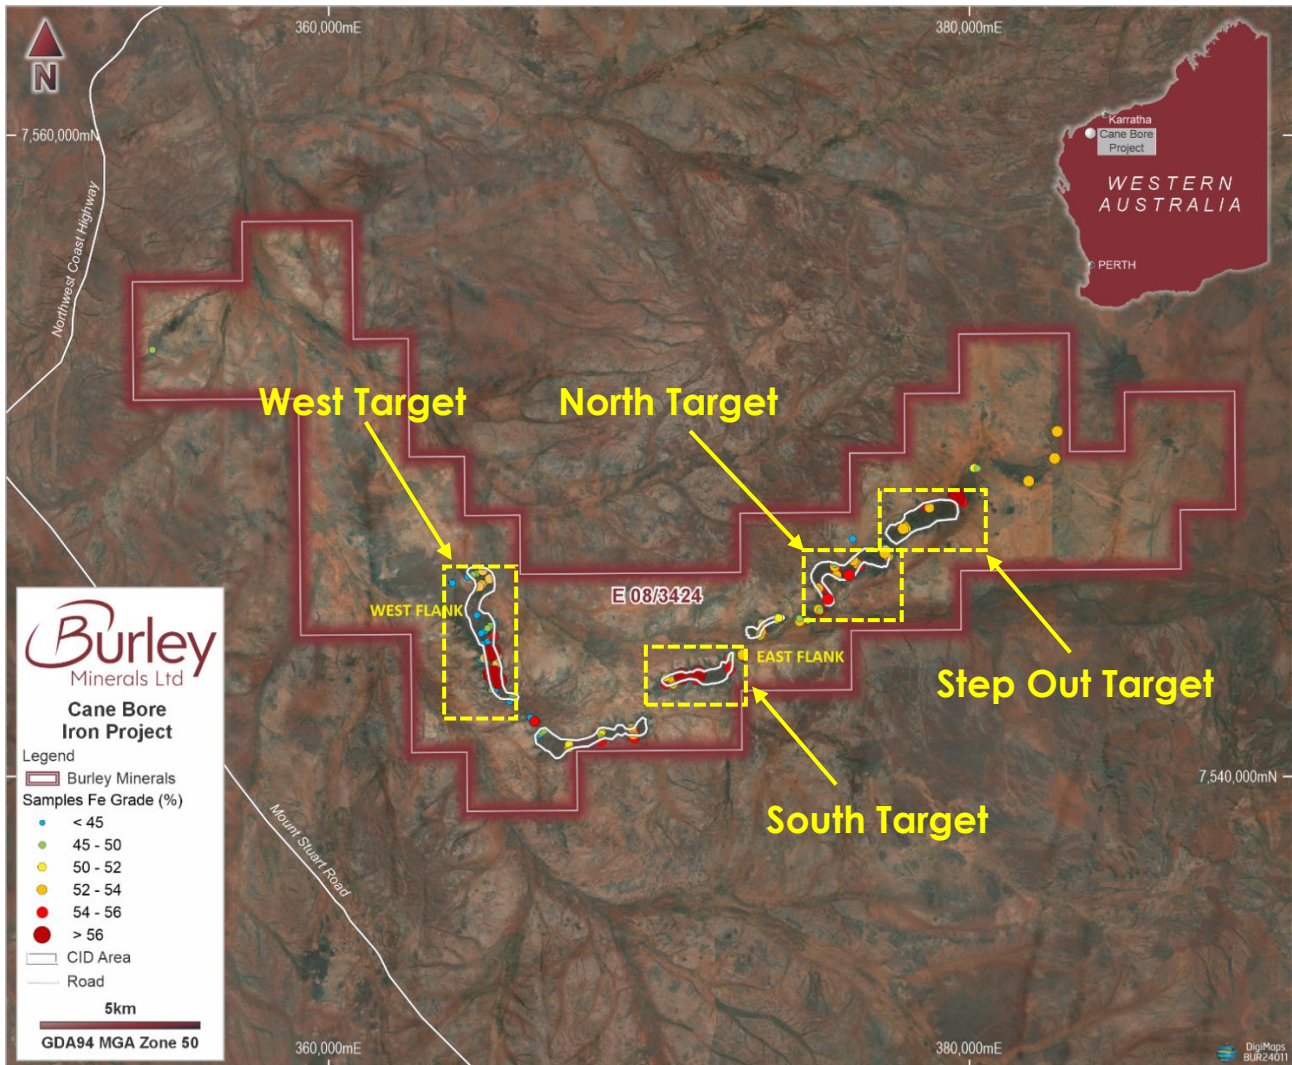 360,000mE
380,000mE
N
7,560,000mN
Karratha
Cane Bore
Project
WESTERN
AUSTRALIA
PERTH
Northwest Coast Highway
West Target
North Target
WEST FLANK
E 08/3424
EAST FLANK
Step Out Target
South Target
7,540,000mN
Mount Stuart Road
Burley
Minerals Ltd
Cane Bore
Iron Project
Legend
Burley Minerals
Samples Fe Grade (%)
< 45
45 - 50
50 - 52
52 - 54
54 - 56
> 56
CID Area
Road
5km
GDA94 MGA Zone 50
360,000mE
380,000mE
DigiMaps
BUR24011